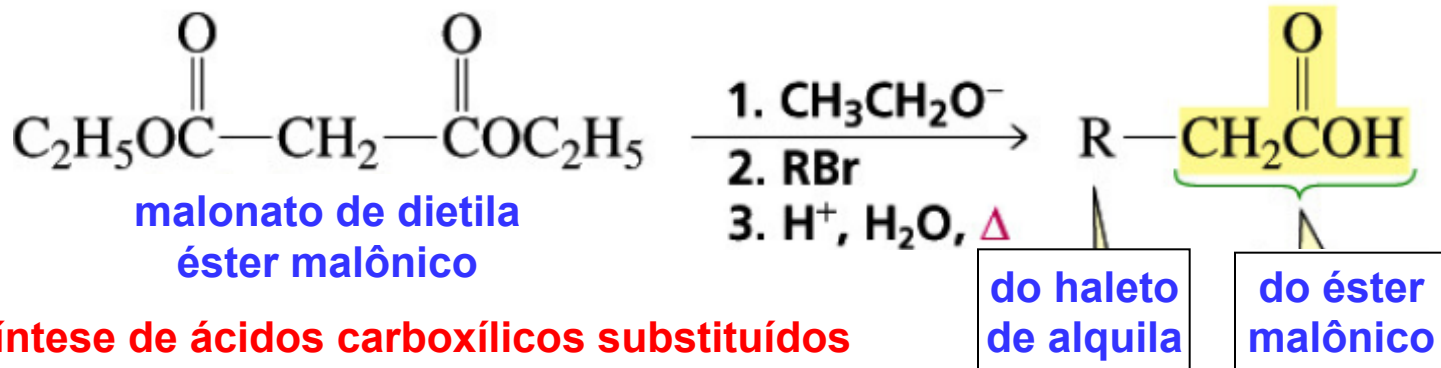 O O O
C₂H₅OC—CH₂—COC₂H₅ R—CH₂COH
1. CH₃CH₂O⁻
2. RBr
3. H⁺, H₂O, Δ
malonato de dietila
éster malônico
do haleto
de alquila
do éster
malônico
íntese de ácidos carboxílicos substituídos